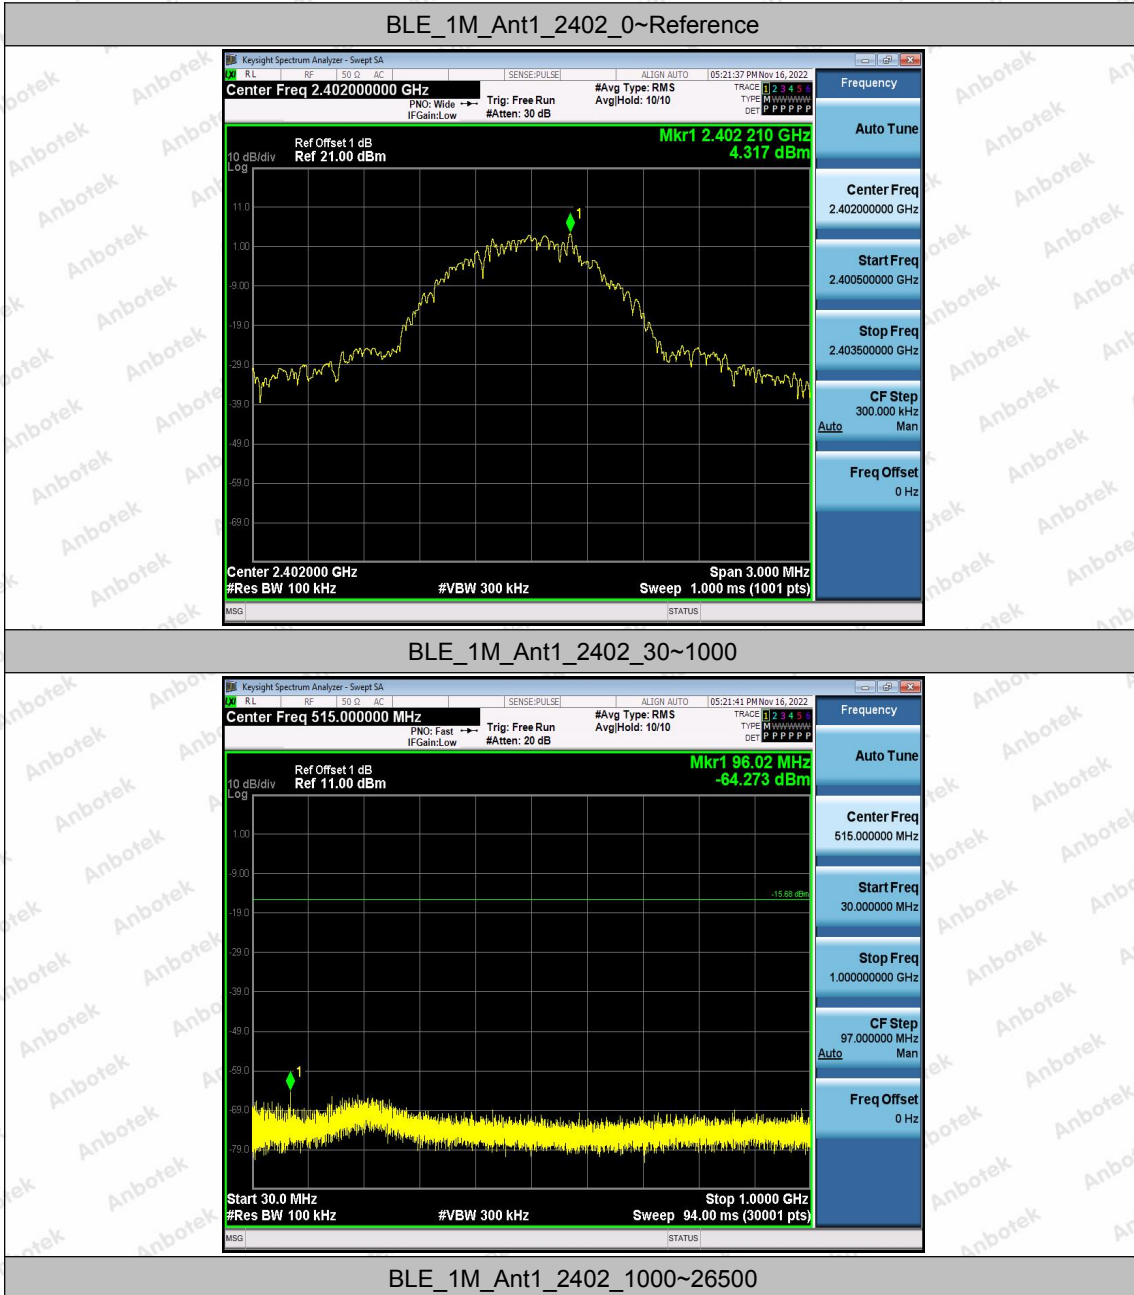 BLE_1M_Ant1_2402_0~Reference
Keysight Spectrum Analyzer - Swept SA
RL RF 50 Ω AC SENSE:PULSE ALIGN AUTO 05:21:37 PM Nov 16, 2022
Center Freq 2.402000000 GHz
PNO: Wide
IFGain:Low
Trig: Free Run
#Atten: 30 dB
#Avg Type: RMS
Avg|Hold: 10/10
TRACE 1 2 3 4 5 6
TYPE M W W W W W
DET P P P P P P
Frequency
Auto Tune
Center Freq
2.402000000 GHz
Start Freq
2.400500000 GHz
Stop Freq
2.403500000 GHz
CF Step
300.000 kHz
Auto Man
Freq Offset
0 Hz
Mkr1 2.402 210 GHz
4.317 dBm
Ref Offset 1 dB
10 dB/div Ref 21.00 dBm
Log
1
11.0
1.00
-9.00
-19.0
-29.0
-39.0
-49.0
-59.0
-69.0
Center 2.402000 GHz Span 3.000 MHz
#Res BW 100 kHz #VBW 300 kHz Sweep 1.000 ms (1001 pts)
MSG STATUS
BLE_1M_Ant1_2402_30~1000
Keysight Spectrum Analyzer - Swept SA
RL RF 50 Ω AC SENSE:PULSE ALIGN AUTO 05:21:41 PM Nov 16, 2022
Center Freq 515.000000 MHz
PNO: Fast
IFGain:Low
Trig: Free Run
#Atten: 20 dB
#Avg Type: RMS
Avg|Hold: 10/10
TRACE 1 2 3 4 5 6
TYPE M W W W W W
DET P P P P P P
Frequency
Auto Tune
Center Freq
515.000000 MHz
Start Freq
30.000000 MHz
Stop Freq
1.000000000 GHz
CF Step
97.000000 MHz
Auto Man
Freq Offset
0 Hz
Mkr1 96.02 MHz
-64.273 dBm
Ref Offset 1 dB
10 dB/div Ref 11.00 dBm
Log
1.00
-9.00
-15.68 dBm
-19.0
-29.0
-39.0
-49.0
-59.0
1
-69.0
-79.0
Start 30.0 MHz Stop 1.0000 GHz
#Res BW 100 kHz #VBW 300 kHz Sweep 94.00 ms (30001 pts)
MSG STATUS
BLE_1M_Ant1_2402_1000~26500
Anbotek